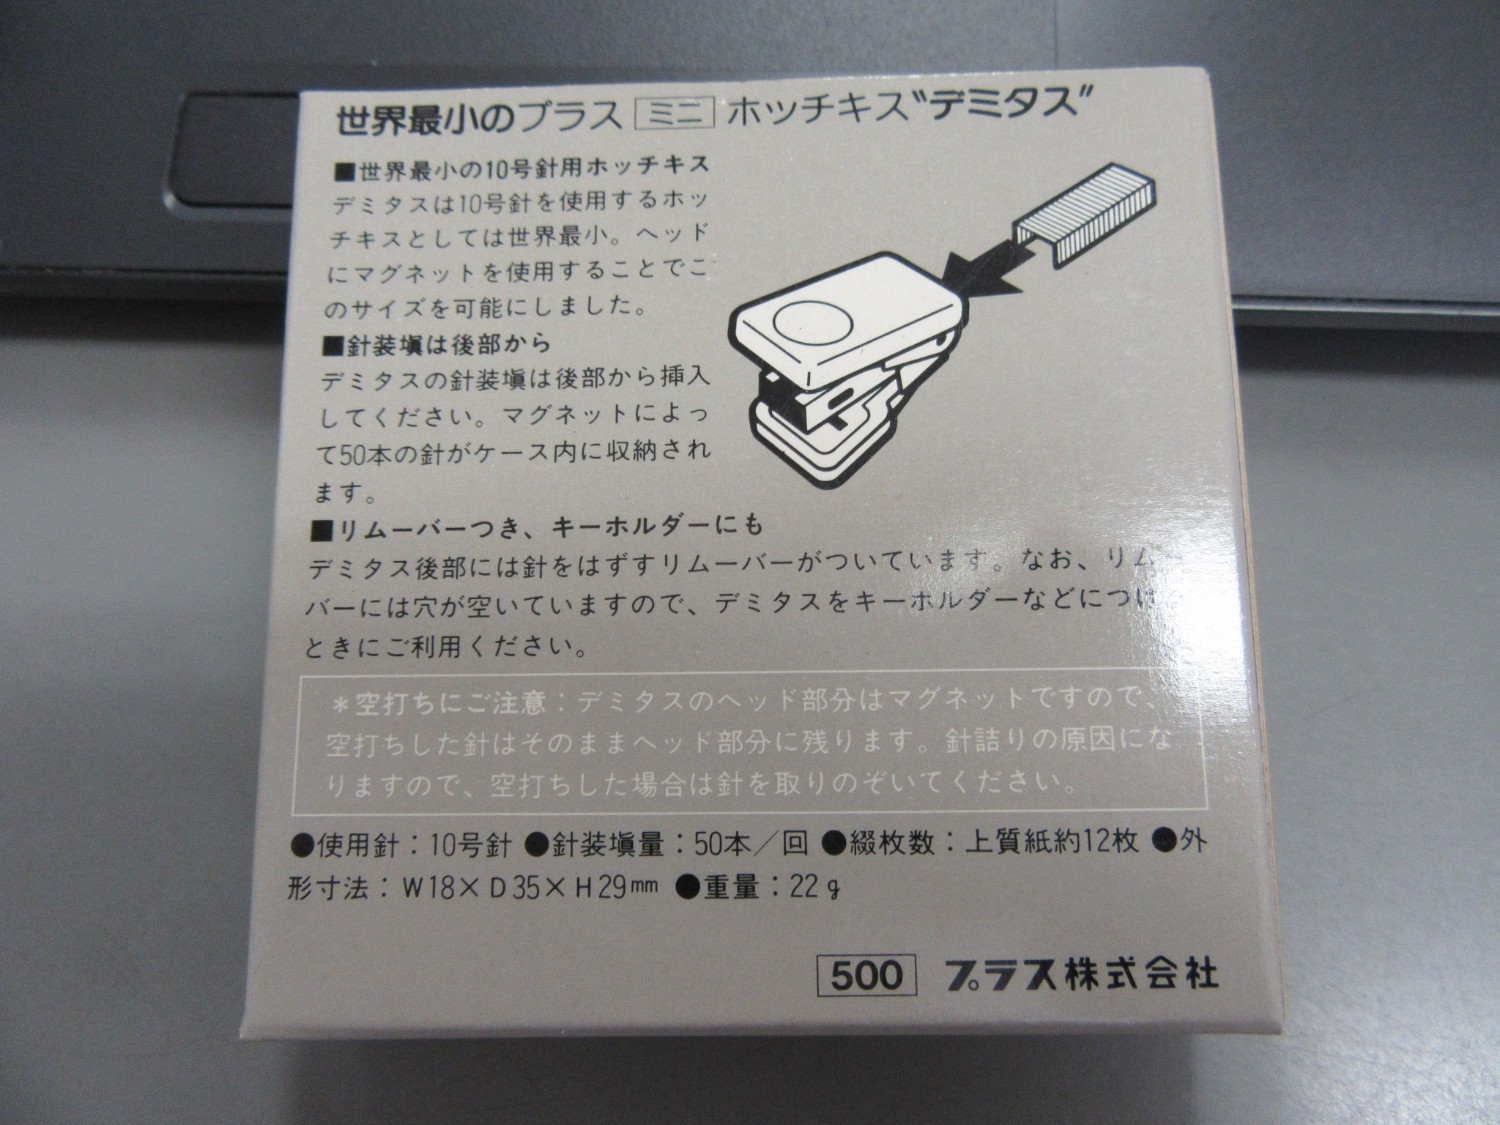 世界最小のプラス ミニ ホッチキス“デミタス”
■世界最小の10号針用ホッチキス
デミタスは10号針を使用するホッ
チキスとしては世界最小。ヘッド
にマグネットを使用することでこ
のサイズを可能にしました。
■針装塡は後部から
デミタスの針装塡は後部から挿入
してください。マグネットによっ
て50本の針がケース内に収納され
ます。
■リムーバーつき、キーホルダーにも
デミタス後部には針をはずすリムーバーがついています。なお、リムー
バーには穴が空いていますので、デミタスをキーホルダーなどにつけ
ときにご利用ください。
＊空打ちにご注意：デミタスのヘッド部分はマグネットですので、
空打ちした針はそのままヘッド部分に残ります。針詰りの原因にな
りますので、空打ちした場合は針を取りのぞいてください。
●使用針：10号針 ●針装塡量：50本／回 ●綴枚数：上質紙約12枚 ●外
形寸法：W18×D35×H29mm ●重量：22g
500 プラス株式会社